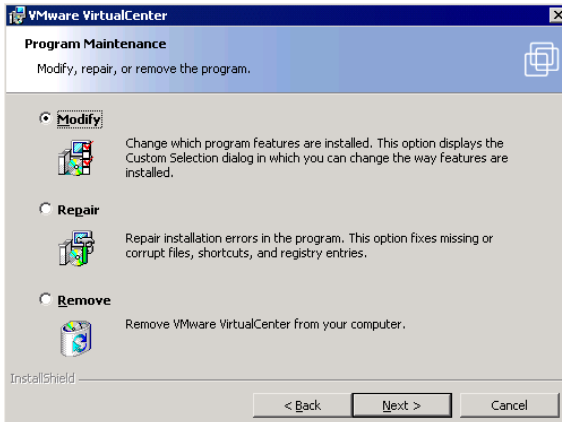 VMware VirtualCenter
Program Maintenance
Modify, repair, or remove the program.
Modify
Change which program features are installed. This option displays the
Custom Selection dialog in which you can change the way features are
installed.
Repair
Repair installation errors in the program. This option fixes missing or
corrupt files, shortcuts, and registry entries.
Remove
Remove VMware VirtualCenter from your computer.
InstallShield
< Back
Next >
Cancel